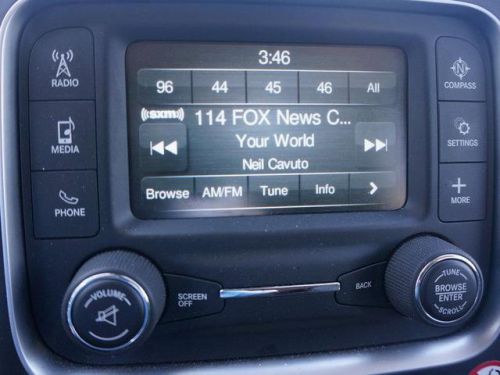 3:46
96 44 45 46 All
((sxm)) 114 FOX News C...
Your World
Neil Cavuto
Browse AM/FM Tune Info >
RADIO
MEDIA
PHONE
COMPASS
SETTINGS
+
MORE
VOLUME
SCREEN OFF
BACK
TUNE
BROWSE
ENTER
SCROLL